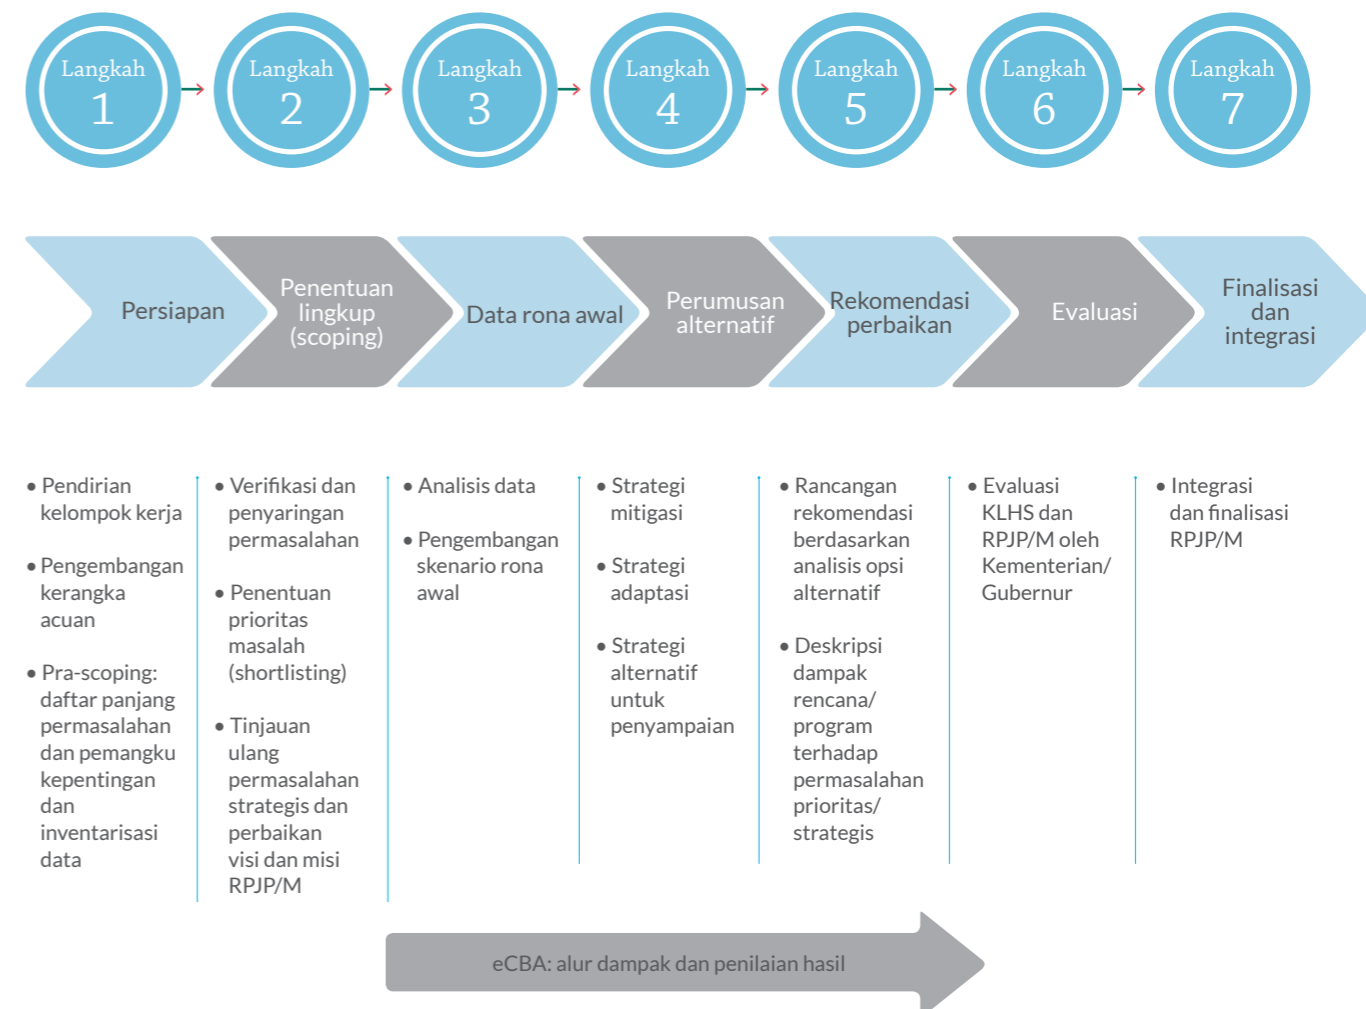 Langkah
1
Langkah
2
Langkah
3
Langkah
4
Langkah
5
Langkah
6
Langkah
7
Persiapan
Penentuan
lingkup
(scoping)
Data rona awal
Perumusan
alternatif
Rekomendasi
perbaikan
Evaluasi
Finalisasi
dan
integrasi
• Pendirian
kelompok kerja
• Pengembangan
kerangka
acuan
• Pra-scoping:
daftar panjang
permasalahan
dan pemangku
kepentingan
dan
inventarisasi
data
• Verifikasi dan
penyaringan
permasalahan
• Penentuan
prioritas
masalah
(shortlisting)
• Tinjauan
ulang
permasalahan
strategis dan
perbaikan
visi dan misi
RPJP/M
• Analisis data
• Pengembangan
skenario rona
awal
• Strategi
mitigasi
• Strategi
adaptasi
• Strategi
alternatif
untuk
penyampaian
• Rancangan
rekomendasi
berdasarkan
analisis opsi
alternatif
• Deskripsi
dampak
rencana/
program
terhadap
permasalahan
prioritas/
strategis
• Evaluasi
KLHS dan
RPJP/M oleh
Kementerian/
Gubernur
• Integrasi
dan finalisasi
RPJP/M
eCBA: alur dampak dan penilaian hasil